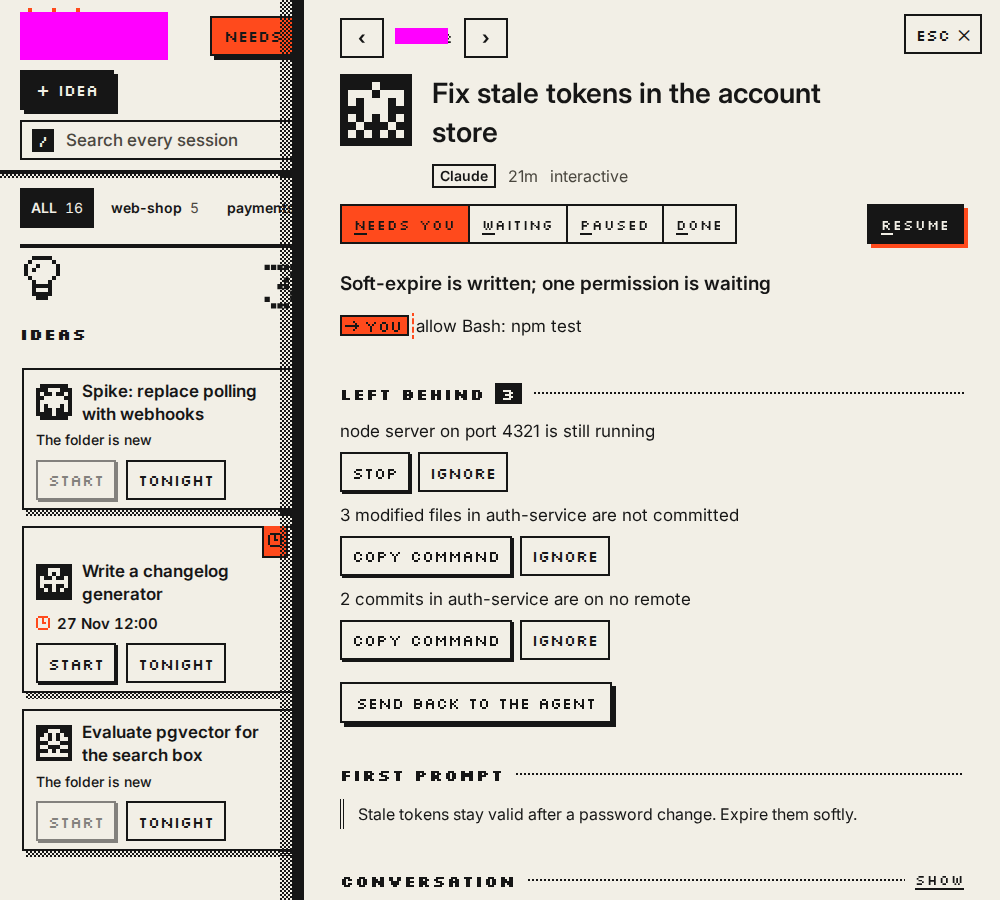 NEEDS
+ IDEA
/ Search every session
ALL 16 web-shop 5 payment
IDEAS
Spike: replace polling
with webhooks
The folder is new
START TONIGHT
Write a changelog
generator
27 Nov 12:00
START TONIGHT
Evaluate pgvector for
the search box
The folder is new
START TONIGHT
‹ › ESC ×
Fix stale tokens in the account
store
Claude 21m interactive
NEEDS YOU WAITING PAUSED DONE RESUME
Soft-expire is written; one permission is waiting
→ YOU allow Bash: npm test
LEFT BEHIND 3
node server on port 4321 is still running
STOP IGNORE
3 modified files in auth-service are not committed
COPY COMMAND IGNORE
2 commits in auth-service are on no remote
COPY COMMAND IGNORE
SEND BACK TO THE AGENT
FIRST PROMPT
Stale tokens stay valid after a password change. Expire them softly.
CONVERSATION SHOW